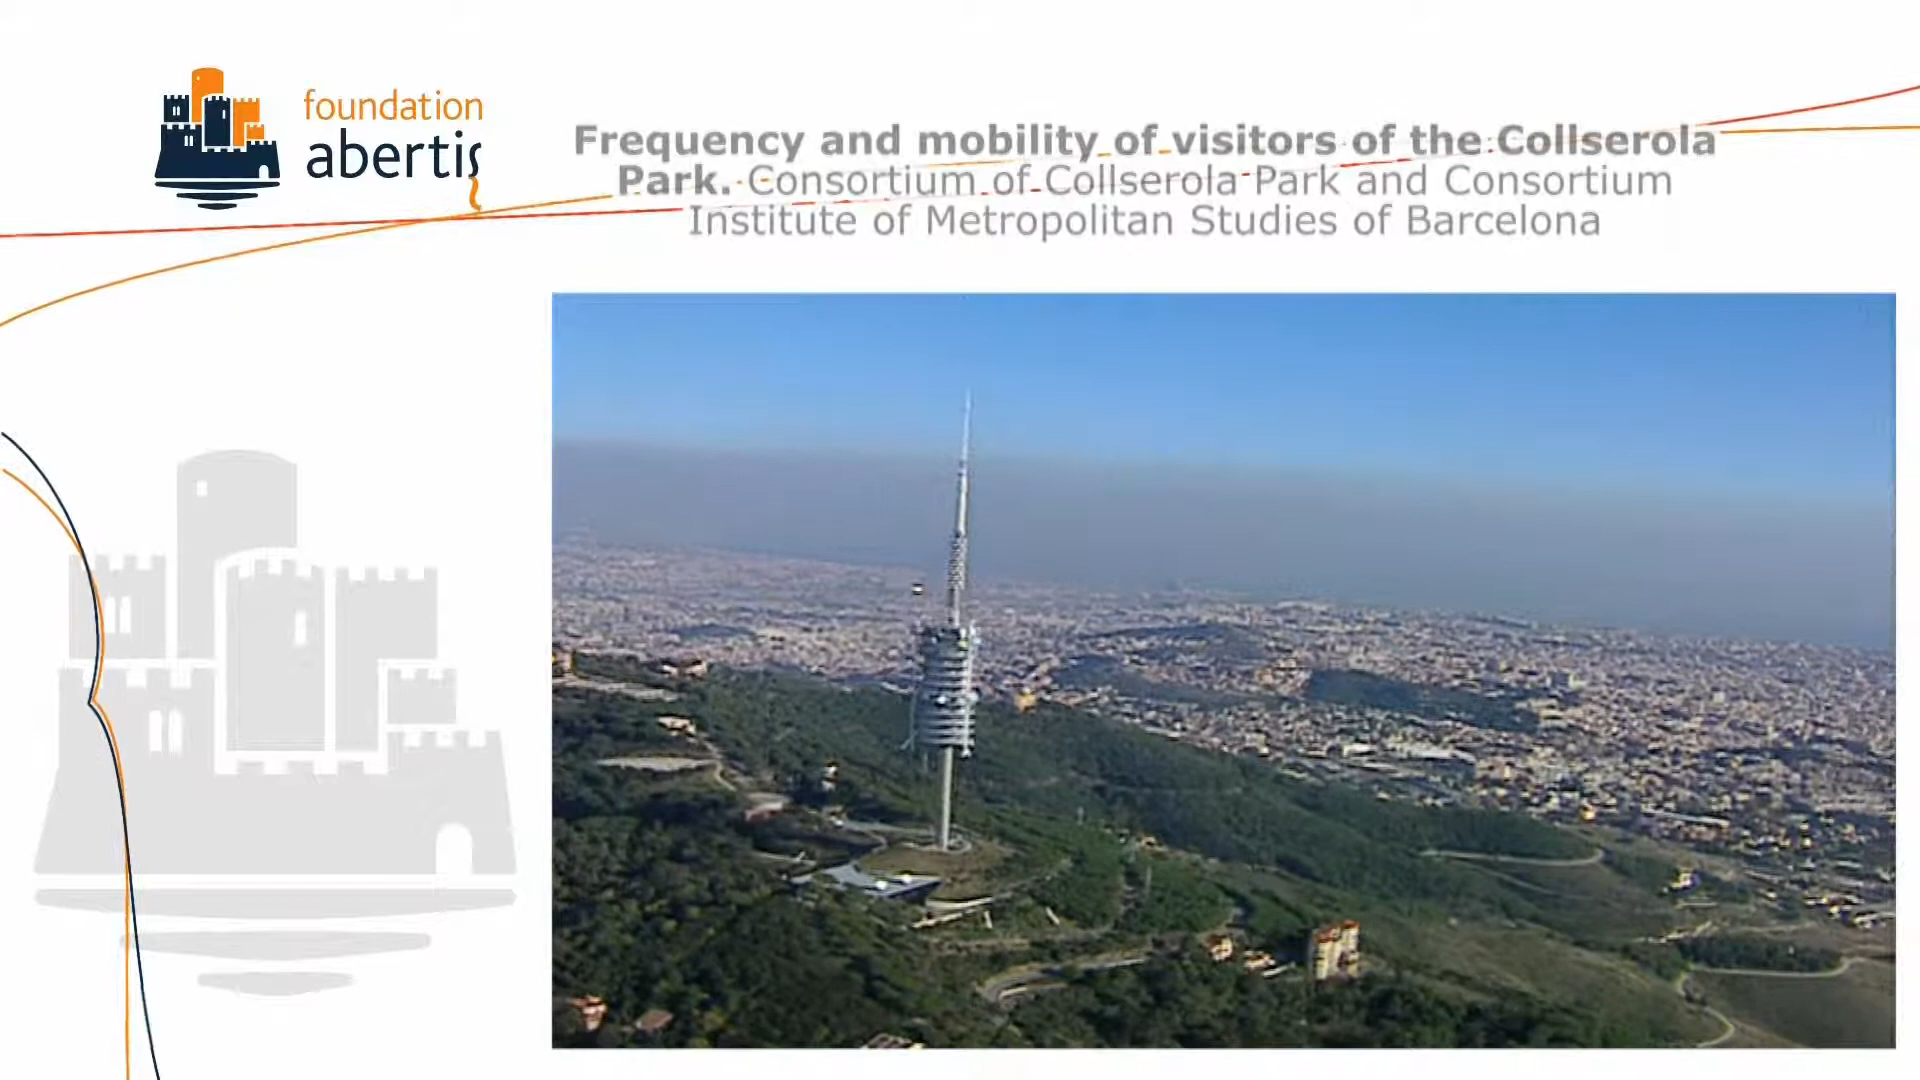 foundation
abertis
Frequency and mobility of visitors of the Collserola
Park. Consortium of Collserola Park and Consortium
Institute of Metropolitan Studies of Barcelona